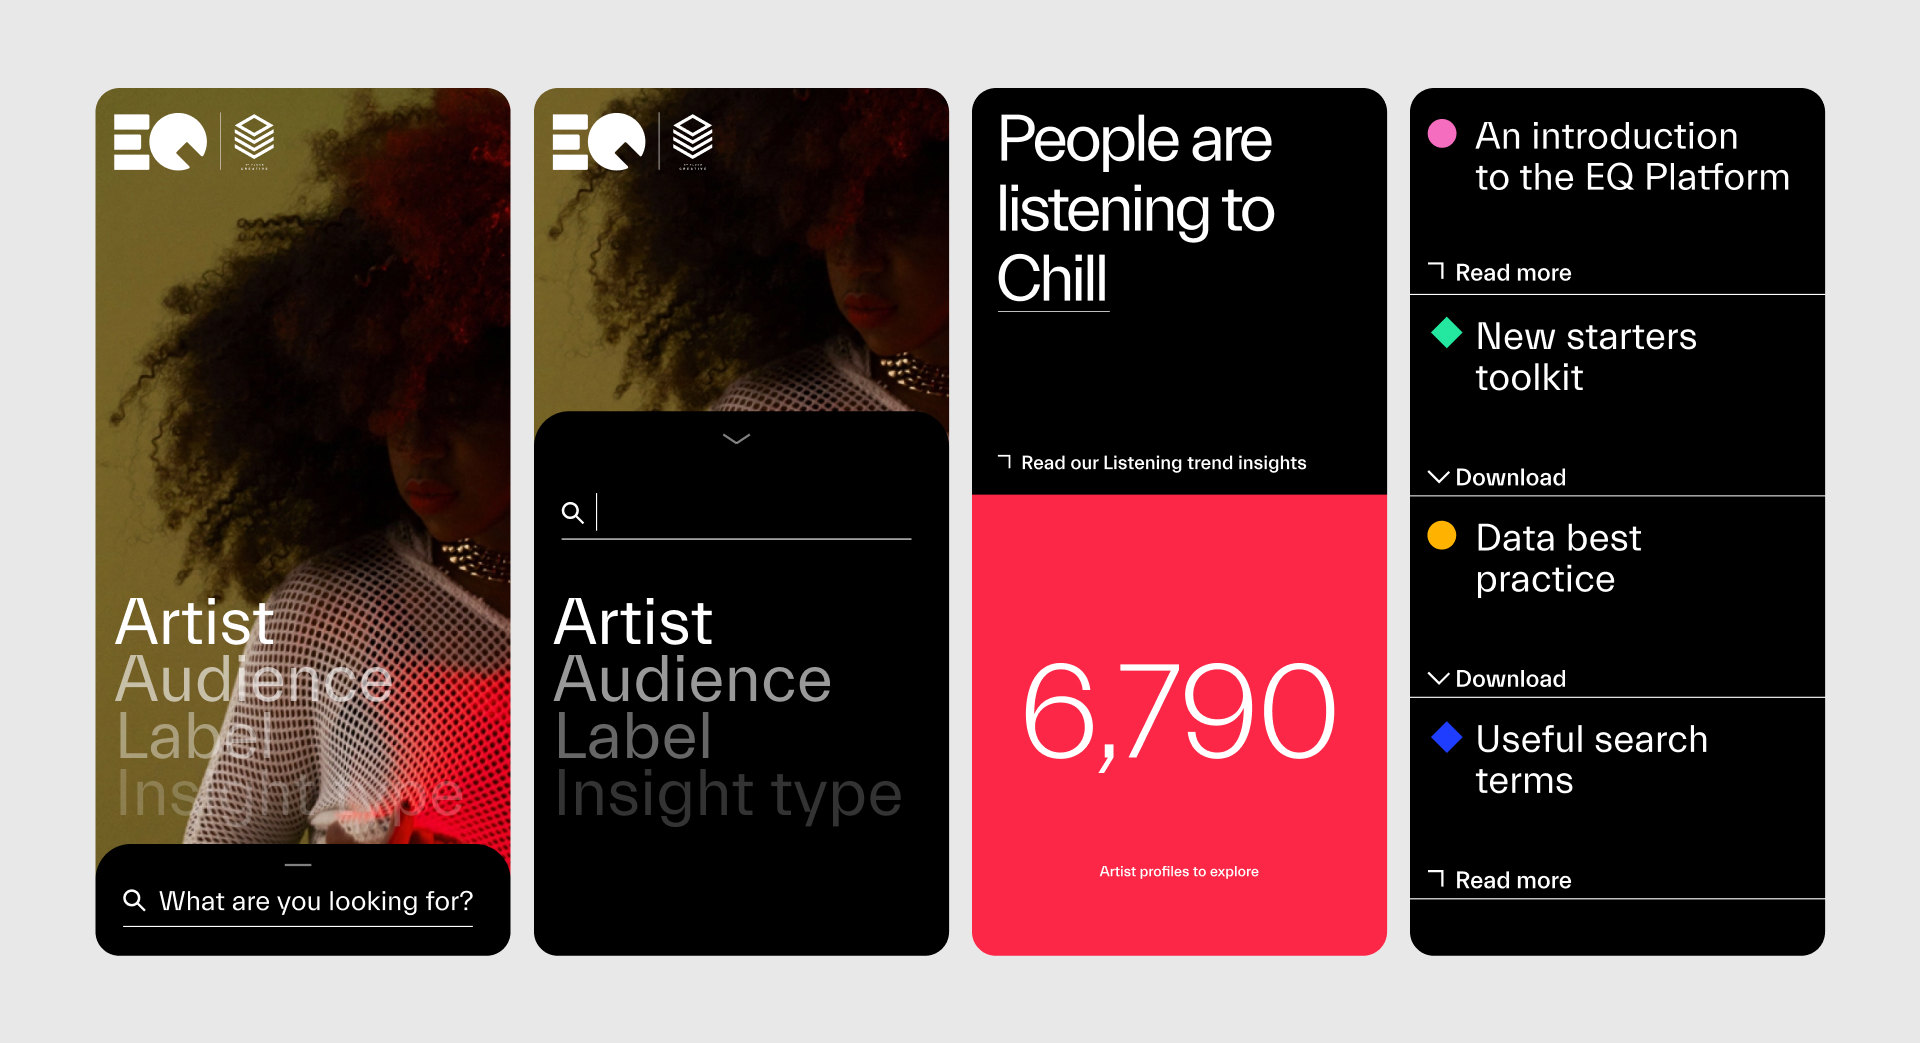 EQ
CREATIVE
Artist
Audience
Label
Insight type
What are you looking for?
EQ
CREATIVE
Artist
Audience
Label
Insight type
People are
listening to
Chill
Read our Listening trend insights
6,790
Artist profiles to explore
An introduction
to the EQ Platform
Read more
New starters
toolkit
Download
Data best
practice
Download
Useful search
terms
Read more